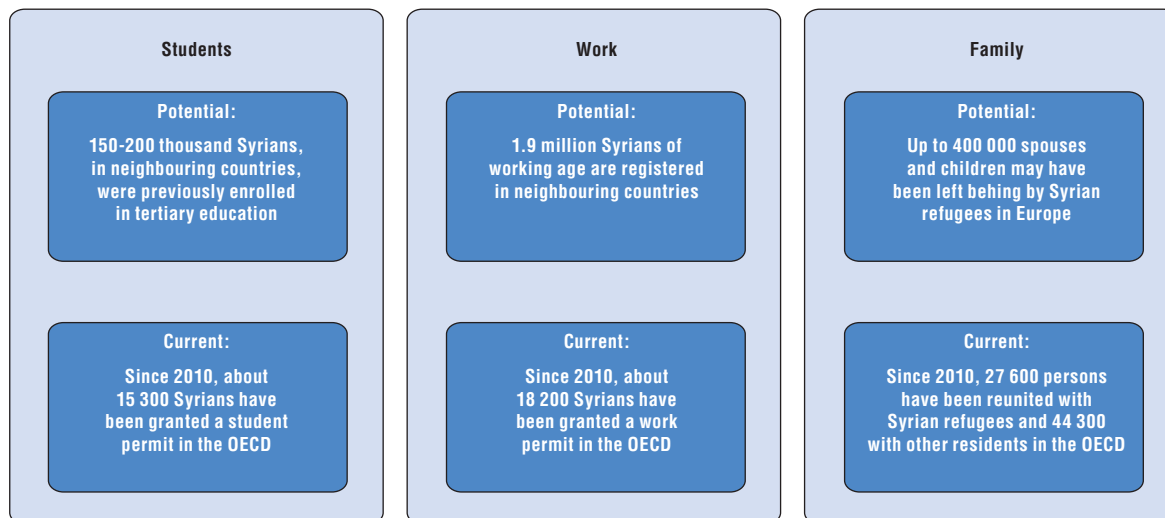 Students
Potential:
150-200 thousand Syrians,
in neighbouring countries,
were previously enrolled
in tertiary education
Current:
Since 2010, about
15 300 Syrians have
been granted a student
permit in the OECD
Work
Potential:
1.9 million Syrians of
working age are registered
in neighbouring countries
Current:
Since 2010, about
18 200 Syrians have
been granted a work
permit in the OECD
Family
Potential:
Up to 400 000 spouses
and children may have
been left behing by Syrian
refugees in Europe
Current:
Since 2010, 27 600 persons
have been reunited with
Syrian refugees and 44 300
with other residents in the OECD